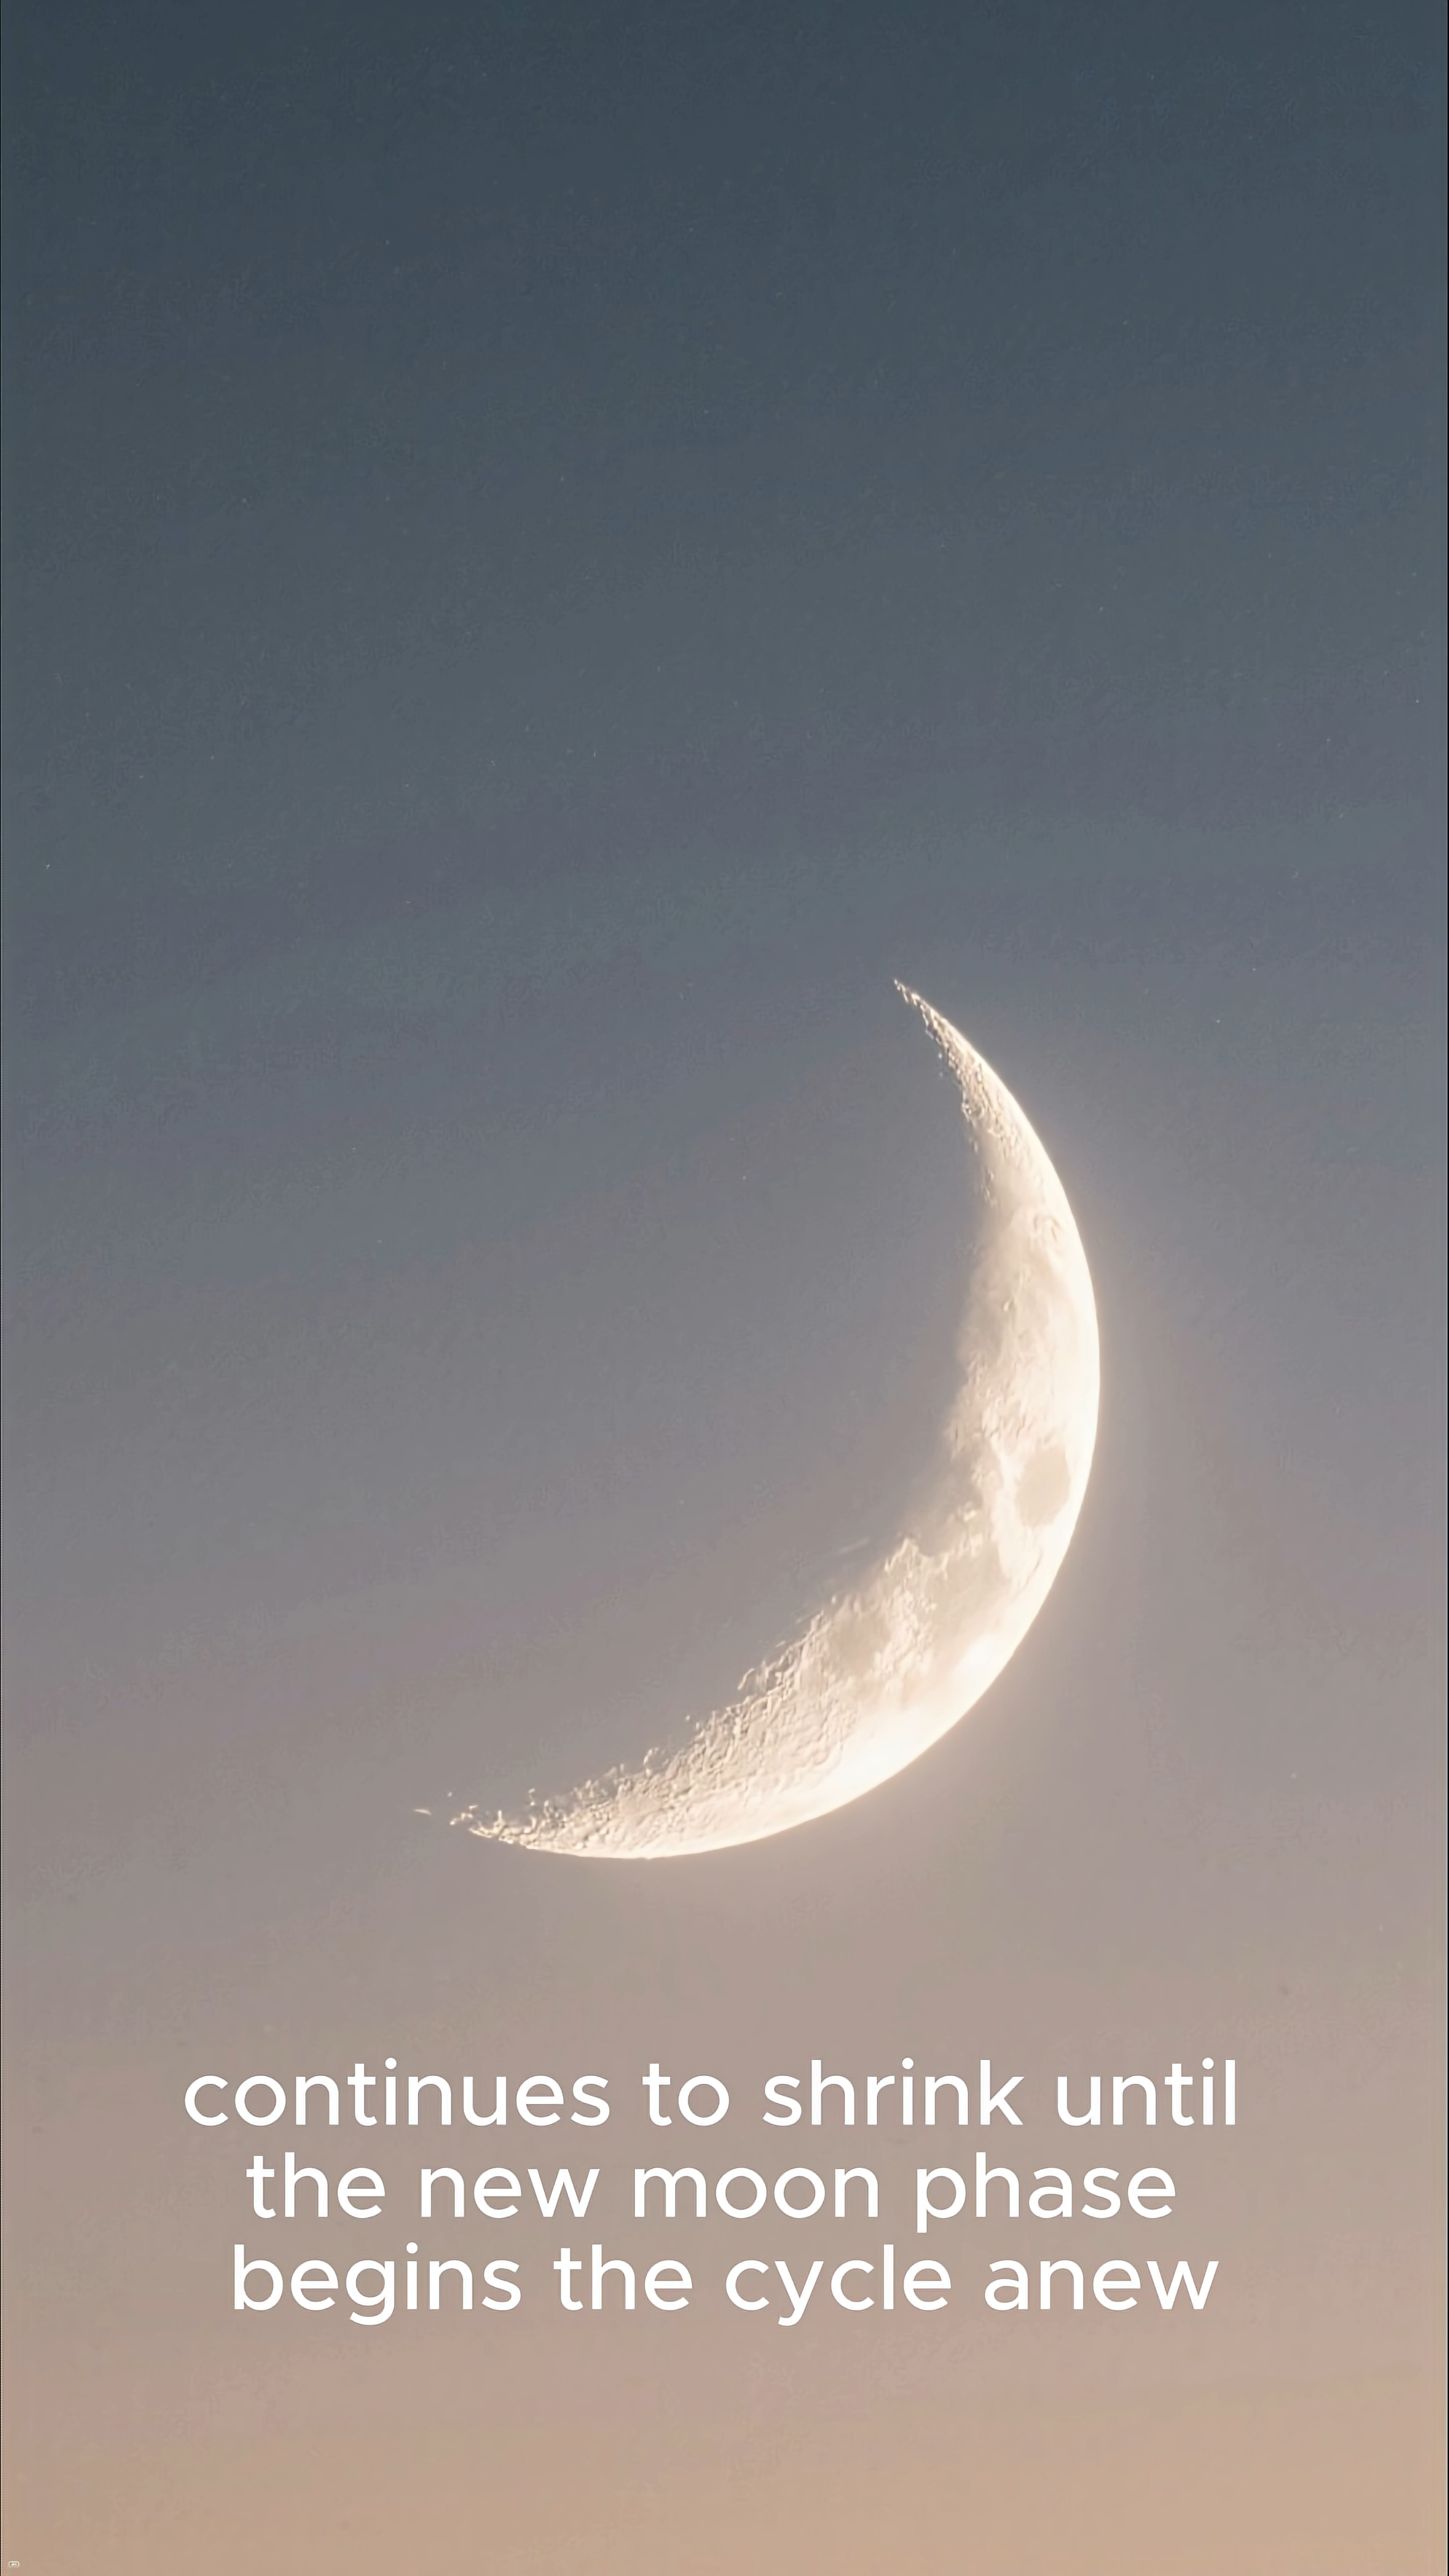 continues to shrink until
the new moon phase
begins the cycle anew